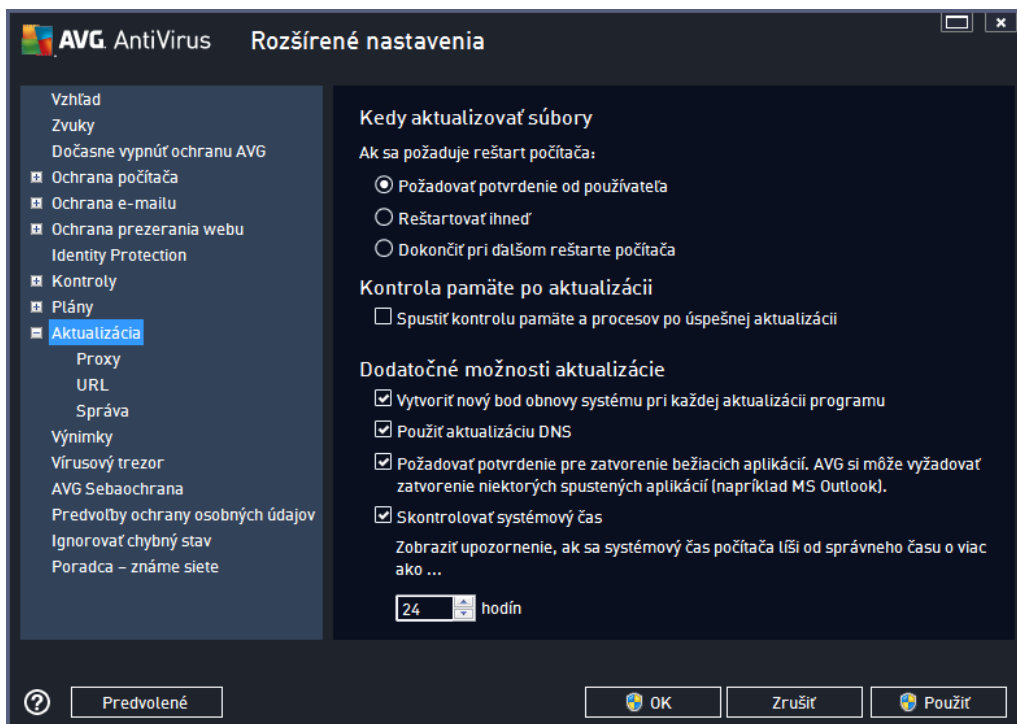 AVG AntiVirus Rozšírené nastavenia
Vzhľad
Zvuky
Dočasne vypnúť ochranu AVG
Ochrana počítača
Ochrana e-mailu
Ochrana prezerania webu
Identity Protection
Kontroly
Plány
Aktualizácia
Proxy
URL
Správa
Výnimky
Vírusový trezor
AVG Sebaochrana
Predvoľby ochrany osobných údajov
Ignorovať chybný stav
Poradca – známe siete
Kedy aktualizovať súbory
Ak sa požaduje reštart počítača:
Požadovať potvrdenie od používateľa
Reštartovať ihneď
Dokončiť pri ďalšom reštarte počítača
Kontrola pamäte po aktualizácii
Spustiť kontrolu pamäte a procesov po úspešnej aktualizácii
Dodatočné možnosti aktualizácie
Vytvoriť nový bod obnovy systému pri každej aktualizácii programu
Použiť aktualizáciu DNS
Požadovať potvrdenie pre zatvorenie bežiacich aplikácií. AVG si môže vyžadovať
zatvorenie niektorých spustených aplikácií (napríklad MS Outlook).
Skontrolovať systémový čas
Zobraziť upozornenie, ak sa systémový čas počítača líši od správneho času o viac
ako ...
24 hodín
Predvolené
OK
Zrušiť
Použiť